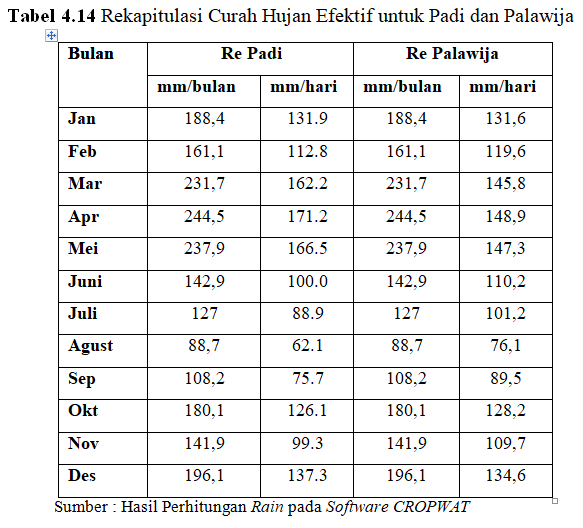 Tabel 4.14 Rekapitulasi Curah Hujan Efektif untuk Padi dan Palawija
Bulan Re Padi Re Palawija
mm/bulan mm/hari mm/bulan mm/hari
Jan 188,4 131.9 188,4 131,6
Feb 161,1 112.8 161,1 119,6
Mar 231,7 162.2 231,7 145,8
Apr 244,5 171.2 244,5 148,9
Mei 237,9 166.5 237,9 147,3
Juni 142,9 100.0 142,9 110,2
Juli 127 88.9 127 101,2
Agust 88,7 62.1 88,7 76,1
Sep 108,2 75.7 108,2 89,5
Okt 180,1 126.1 180,1 128,2
Nov 141,9 99.3 141,9 109,7
Des 196,1 137.3 196,1 134,6
Sumber : Hasil Perhitungan Rain pada Software CROPWAT